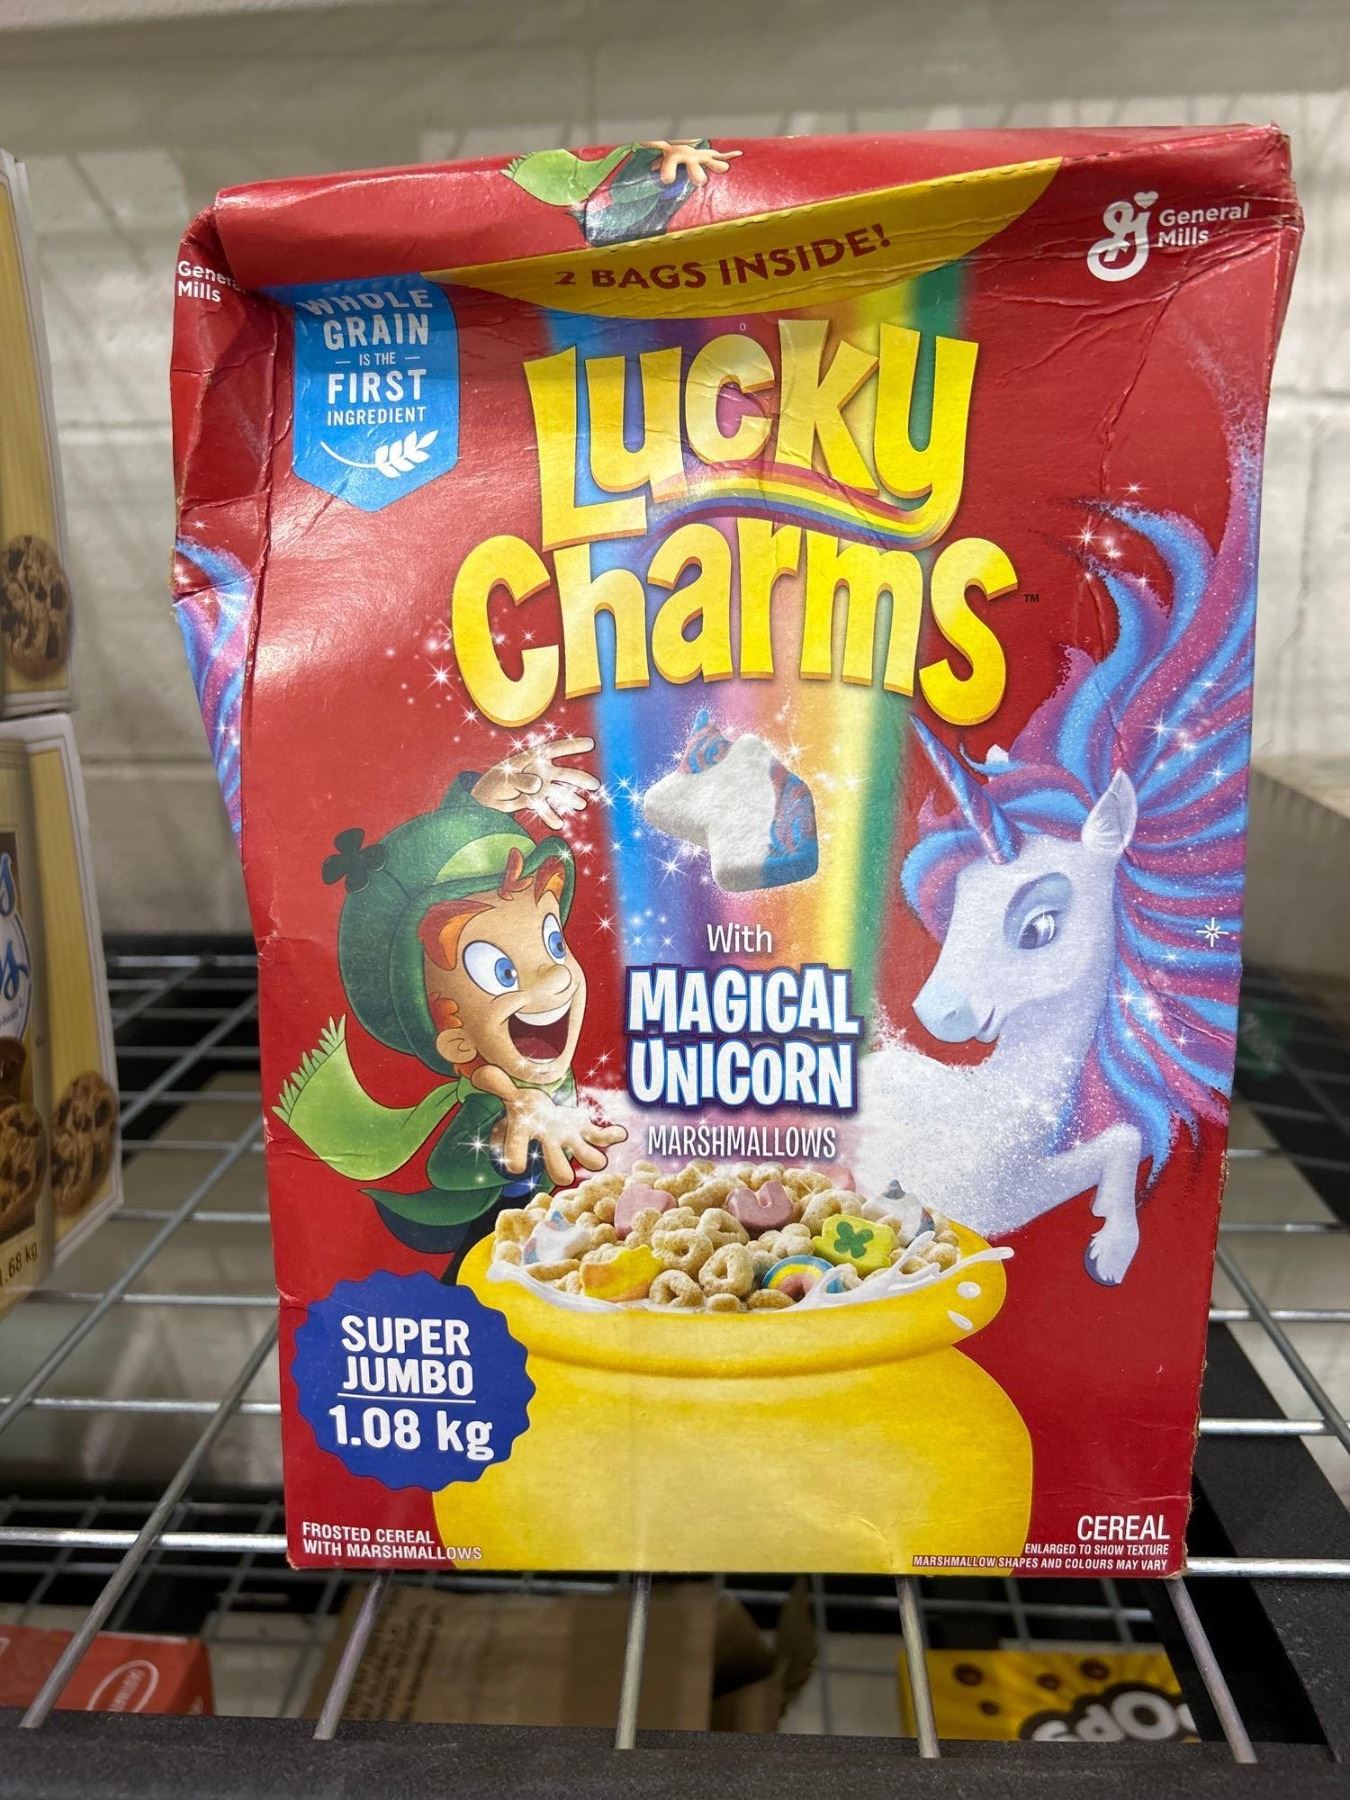 General
Mills
Mills
2 BAGS INSIDE!
WHOLE
GRAIN
IS THE
FIRST
INGREDIENT
Lucky
Charms
TM
With
MAGICAL
UNICORN
MARSHMALLOWS
SUPER
JUMBO
1.08 kg
FROSTED CEREAL
WITH MARSHMALLOWS
CEREAL
ENLARGED TO SHOW TEXTURE
MARSHMALLOW SHAPES AND COLOURS MAY VARY
.68 kg